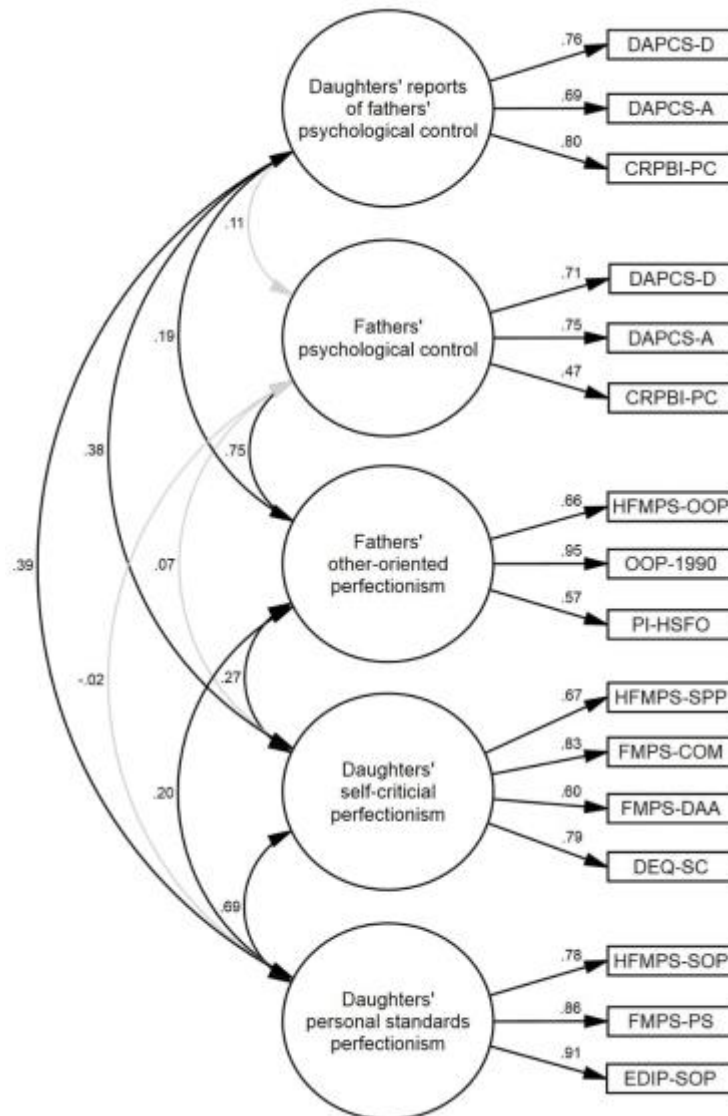 .76
DAPCS-D
Daughters' reports
of fathers'
psychological control
.69
DAPCS-A
.80
CRPBI-PC
.11
.71
DAPCS-D
Fathers'
psychological control
.75
DAPCS-A
.47
CRPBI-PC
.19
.38
.75
.66
HFMPS-OOP
Fathers'
other-oriented
perfectionism
.95
OOP-1990
.57
PI-HSFO
.39
.07
-.02
.27
.67
HFMPS-SPP
.83
FMPS-COM
Daughters'
self-criticial
perfectionism
.60
FMPS-DAA
.79
DEQ-SC
.20
.69
.78
HFMPS-SOP
Daughters'
personal standards
perfectionism
.86
FMPS-PS
.91
EDIP-SOP